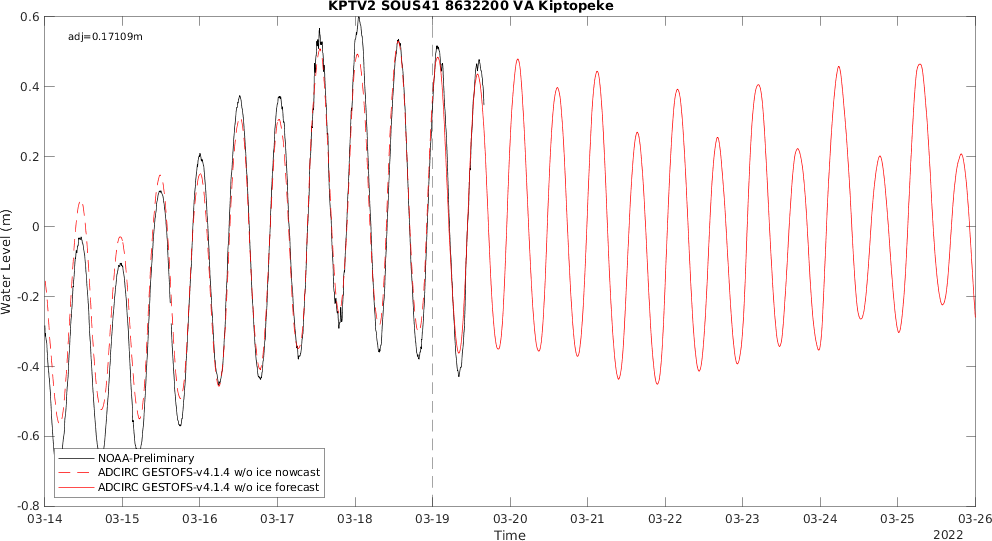 KPTV2 SOUS41 8632200 VA Kiptopeke
adj=0.17109m
0.6
0.4
0.2
0
-0.2
-0.4
-0.6
-0.8
Water Level (m)
NOAA-Preliminary
ADCIRC GESTOFS-v4.1.4 w/o ice nowcast
ADCIRC GESTOFS-v4.1.4 w/o ice forecast
03-14 03-15 03-16 03-17 03-18 03-19 03-20 03-21 03-22 03-23 03-24 03-25 03-26
Time
2022